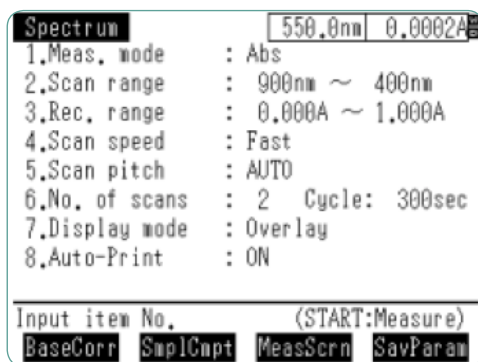 Spectrum 550.0nm 0.0002A
1.Meas. mode : Abs
2.Scan range : 900nm ~ 400nm
3.Rec. range : 0.000A ~ 1.000A
4.Scan speed : Fast
5.Scan pitch : AUTO
6.No. of scans : 2 Cycle: 300sec
7.Display mode : Overlay
8.Auto-Print : ON
Input item No. (START:Measure)
BaseCorr SmplCmpt MeasScrn SavParam